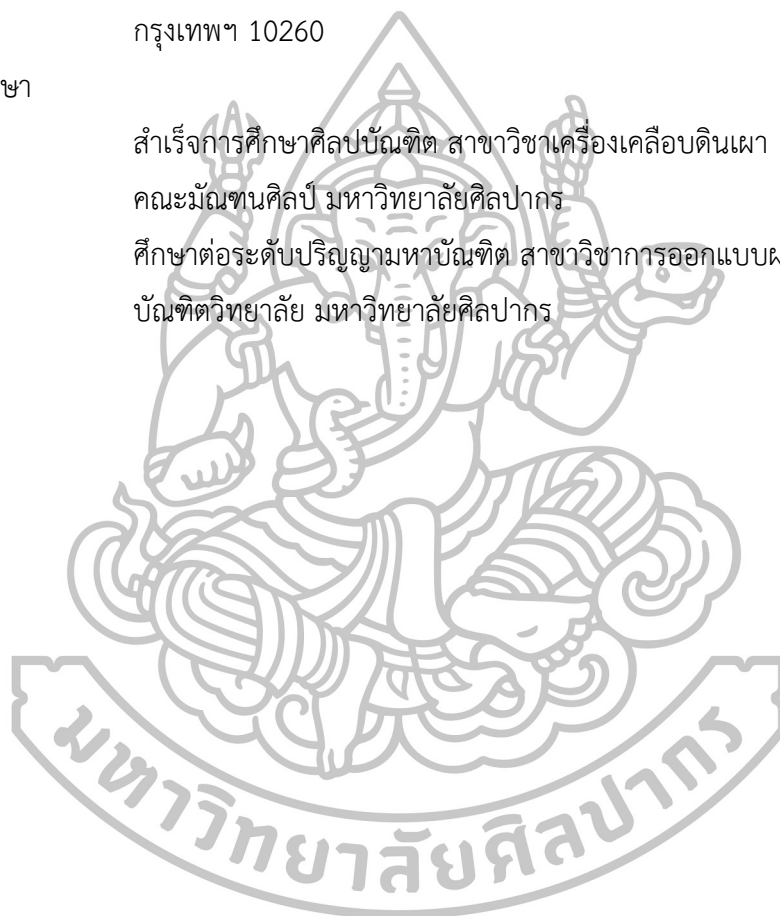 กรุงเทพฯ 10260
ษา
สำเร็จการศึกษาศิลปบัณฑิต สาขาวิชาเครื่องเคลือบดินเผา
คณะมัณฑนศิลป์ มหาวิทยาลัยศิลปากร
ศึกษาต่อระดับปริญญามหาบัณฑิต สาขาวิชาการออกแบบผ
บัณฑิตวิทยาลัย มหาวิทยาลัยศิลปากร
มหาวิทยาลัยศิลปากร